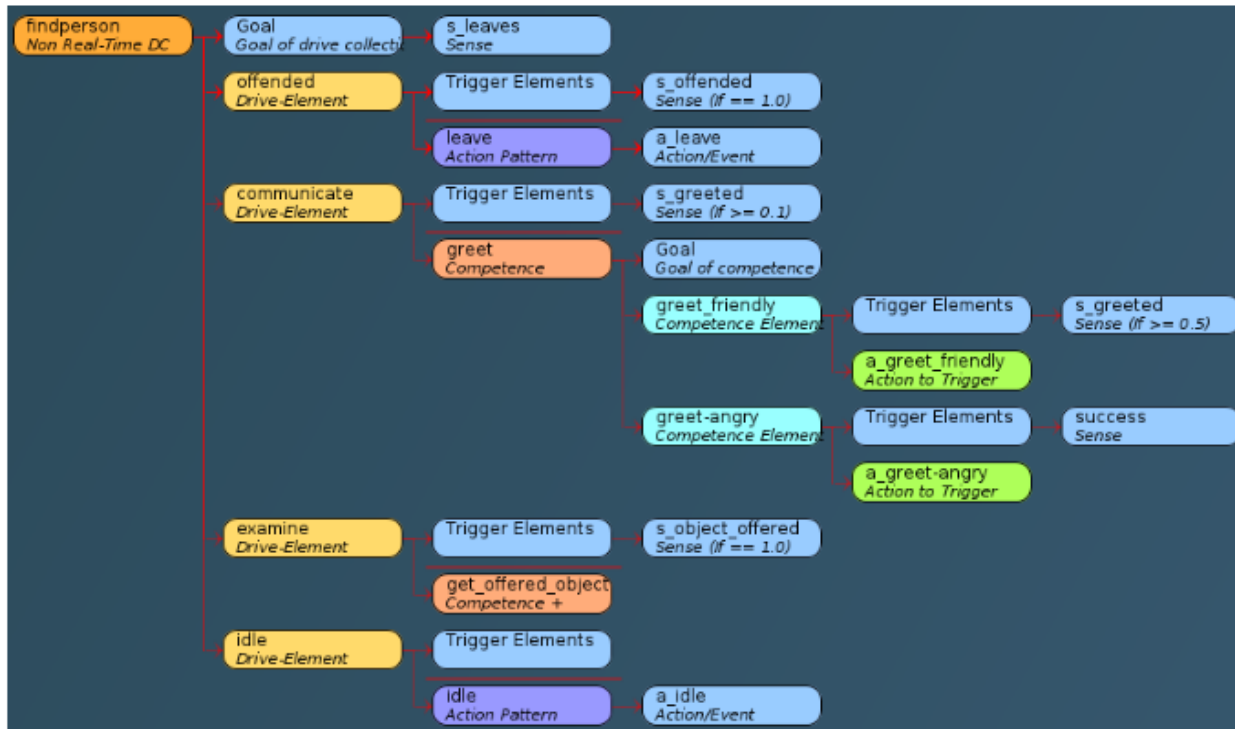 findperson
Non Real-Time DC
Goal
Goal of drive collectic
s_leaves
Sense
offended
Drive-Element
Trigger Elements
s_offended
Sense (If == 1.0)
leave
Action Pattern
a_leave
Action/Event
communicate
Drive-Element
Trigger Elements
s_greeted
Sense (If >= 0.1)
greet
Competence
Goal
Goal of competence
greet_friendly
Competence Element
Trigger Elements
s_greeted
Sense (If >= 0.5)
a_greet_friendly
Action to Trigger
greet-angry
Competence Element
Trigger Elements
success
Sense
a_greet-angry
Action to Trigger
examine
Drive-Element
Trigger Elements
s_object_offered
Sense (If == 1.0)
get_offered_object
Competence +
idle
Drive-Element
Trigger Elements
idle
Action Pattern
a_idle
Action/Event